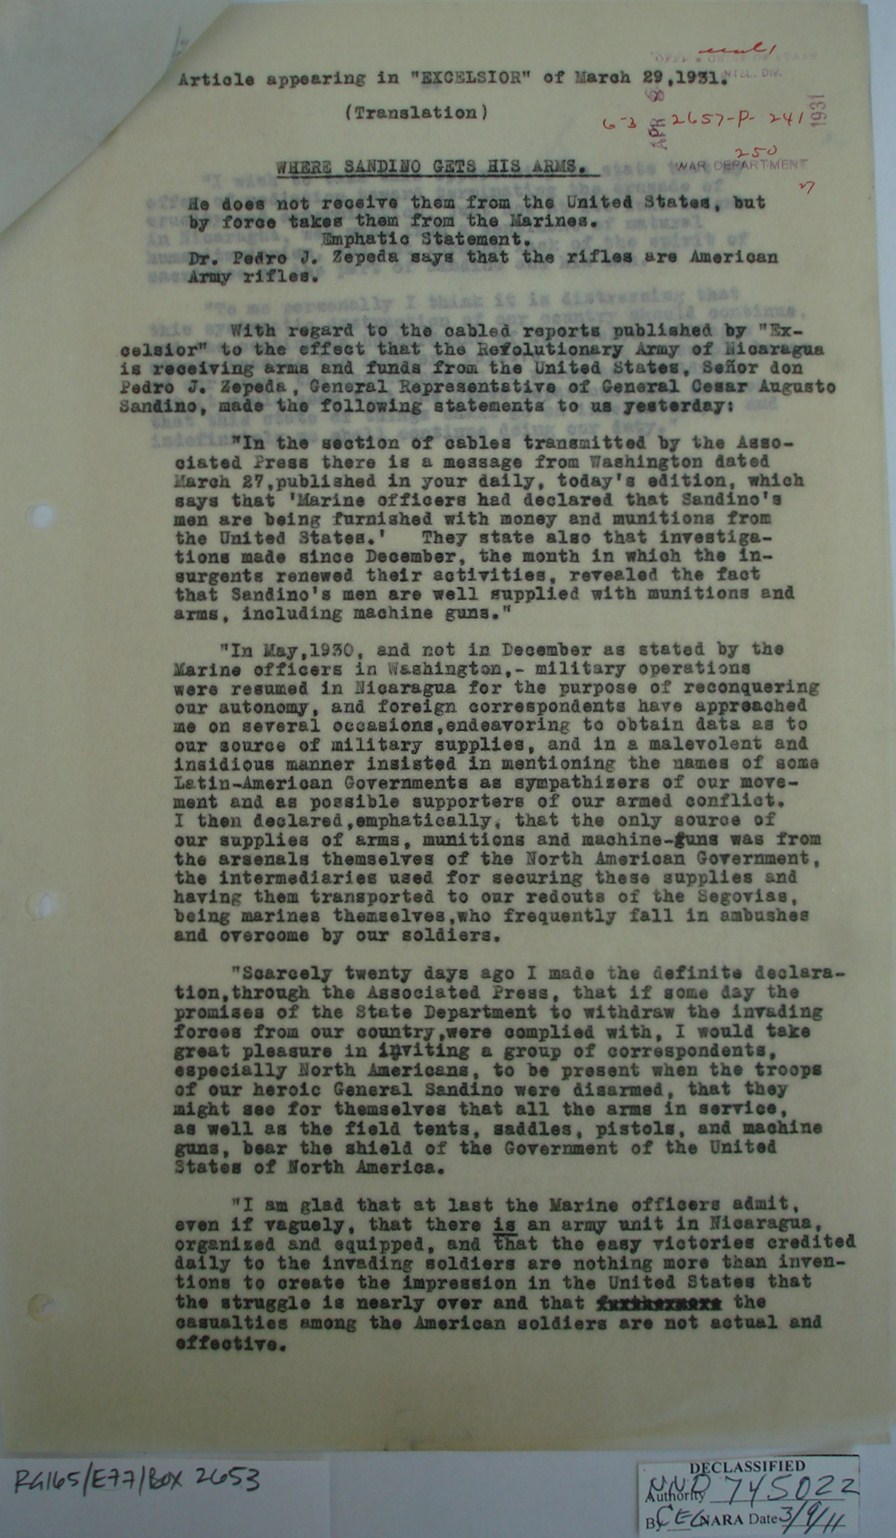 Article appearing in "EXCELSIOR" of March 29,1931.
(Translation)
6-3 2657-P-241
250
APR
1931
WAR DEPARTMENT
27
WHERE SANDINO GETS HIS ARMS.
He does not receive them from the United States, but
by force takes them from the Marines.
Emphatic Statement.
Dr. Pedro J. Zepeda says that the rifles are American
Army rifles.
With regard to the cabled reports published by "Ex-
celsior" to the effect that the Refolutionary Army of Nicaragua
is receiving arms and funds from the United States, Señor don
Pedro J. Zepeda, General Representative of General Cesar Augusto
Sandino, made the following statements to us yesterday:
"In the section of cables transmitted by the Asso-
ciated Press there is a message from Washington dated
March 27,published in your daily, today's edition, which
says that 'Marine officers had declared that Sandino's
men are being furnished with money and munitions from
the United States.' They state also that investiga-
tions made since December, the month in which the in-
surgents renewed their activities, revealed the fact
that Sandino's men are well supplied with munitions and
arms, including machine guns."
"In May,1930, and not in December as stated by the
Marine officers in Washington,- military operations
were resumed in Nicaragua for the purpose of reconquering
our autonomy, and foreign correspondents have approached
me on several occasions,endeavoring to obtain data as to
our source of military supplies, and in a malevolent and
insidious manner insisted in mentioning the names of some
Latin-American Governments as sympathizers of our move-
ment and as possible supporters of our armed conflict.
I then declared,emphatically, that the only source of
our supplies of arms, munitions and machine-guns was from
the arsenals themselves of the North American Government,
the intermediaries used for securing these supplies and
having them transported to our redouts of the Segovias,
being marines themselves,who frequently fall in ambushes
and overcome by our soldiers.
"Scarcely twenty days ago I made the definite declara-
tion,through the Associated Press, that if some day the
promises of the State Department to withdraw the invading
forces from our country,were complied with, I would take
great pleasure in inviting a group of correspondents,
especially North Americans, to be present when the troops
of our heroic General Sandino were disarmed, that they
might see for themselves that all the arms in service,
as well as the field tents, saddles, pistols, and machine
guns, bear the shield of the Government of the United
States of North America.
"I am glad that at last the Marine officers admit,
even if vaguely, that there is an army unit in Nicaragua,
organized and equipped, and that the easy victories credited
daily to the invading soldiers are nothing more than inven-
tions to create the impression in the United States that
the struggle is nearly over and that furthermore the
casualties among the American soldiers are not actual and
effective.
RG165/E77/Box 2653
DECLASSIFIED
Authority NND 745022
By CEG NARA Date 3/9/11